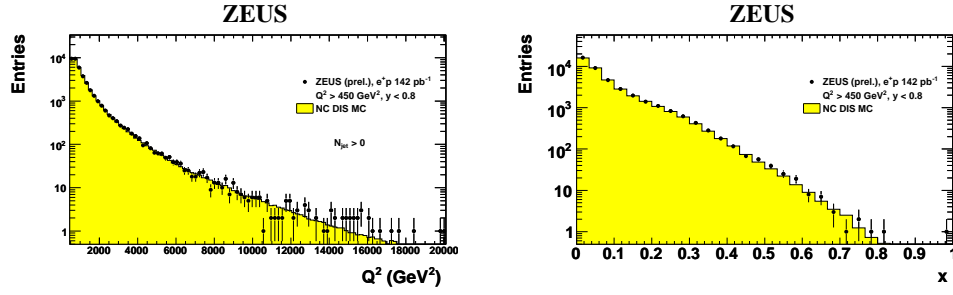 ZEUS
Entries
10⁴
10³
10²
10
1
ZEUS (prel.), e⁺p 142 pb⁻¹
Q² > 450 GeV², y < 0.8
NC DIS MC
N_jet > 0
2000 4000 6000 8000 10000 12000 14000 16000 18000 20000
Q² (GeV²)
ZEUS
Entries
10⁴
10³
10²
10
1
ZEUS (prel.), e⁺p 142 pb⁻¹
Q² > 450 GeV², y < 0.8
NC DIS MC
0 0.1 0.2 0.3 0.4 0.5 0.6 0.7 0.8 0.9 1
x